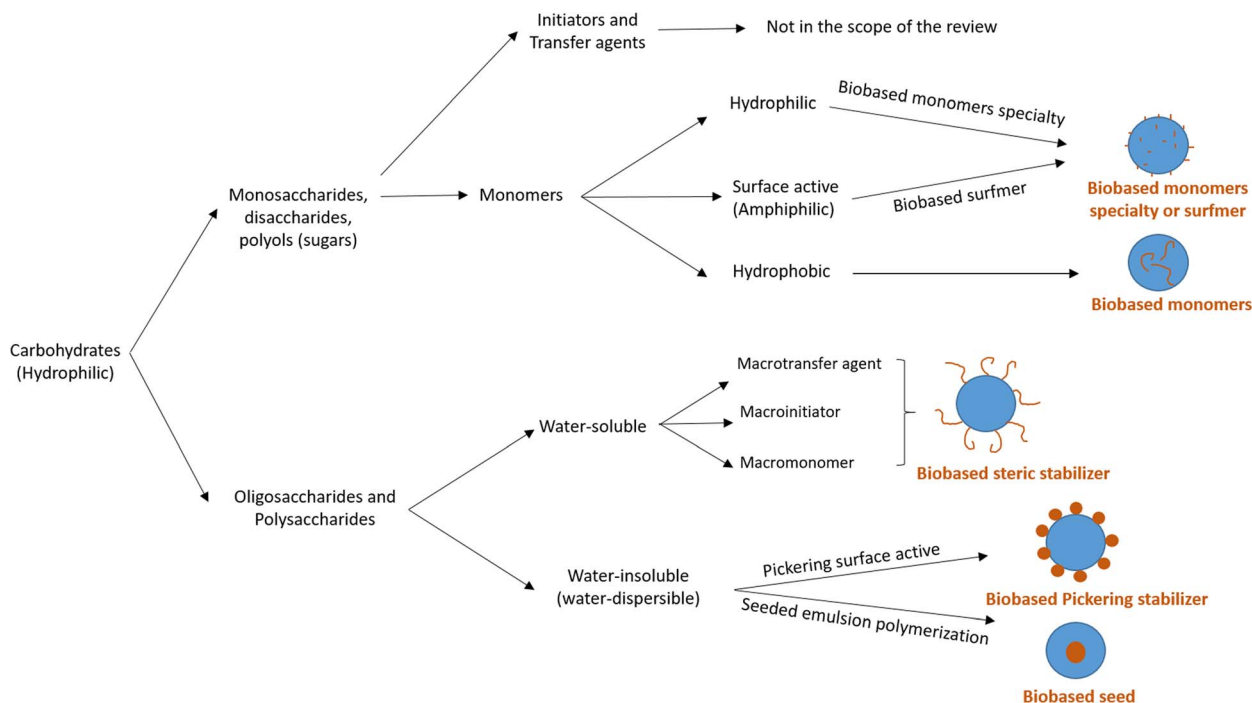 Initiators and
Transfer agents
Not in the scope of the review
Hydrophilic
Biobased monomers specialty
Monosaccharides,
disaccharides,
polyols (sugars)
Monomers
Surface active
(Amphiphilic)
Biobased surfmer
Biobased monomers
specialty or surfmer
Hydrophobic
Biobased monomers
Carbohydrates
(Hydrophilic)
Macrotransfer agent
Water-soluble
Macroinitiator
Macromonomer
Biobased steric stabilizer
Oligosaccharides and
Polysaccharides
Water-insoluble
(water-dispersible)
Pickering surface active
Seeded emulsion polymerization
Biobased Pickering stabilizer
Biobased seed